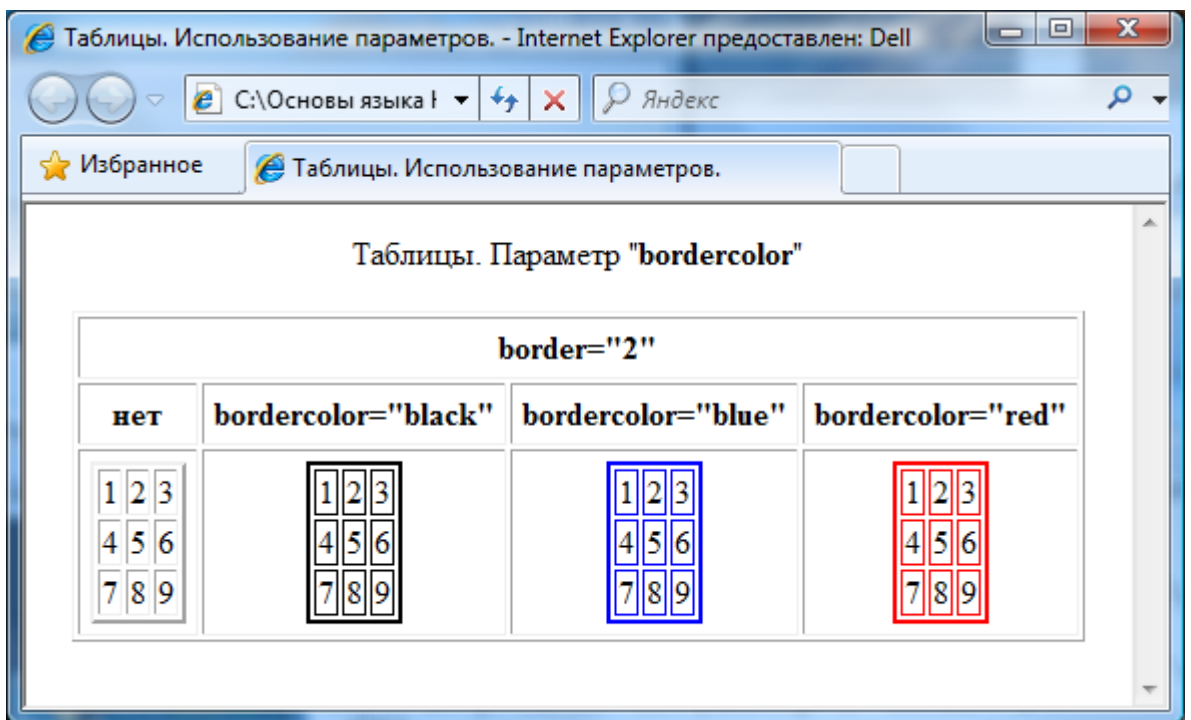 Таблицы. Использование параметров. - Internet Explorer предоставлен: Dell
C:\Основы языка
Яндекс
Избранное
Таблицы. Использование параметров.
Таблицы. Параметр "bordercolor"
border="2"
нет bordercolor="black" bordercolor="blue" bordercolor="red"
1 2 3 1 2 3 1 2 3 1 2 3
4 5 6 4 5 6 4 5 6 4 5 6
7 8 9 7 8 9 7 8 9 7 8 9